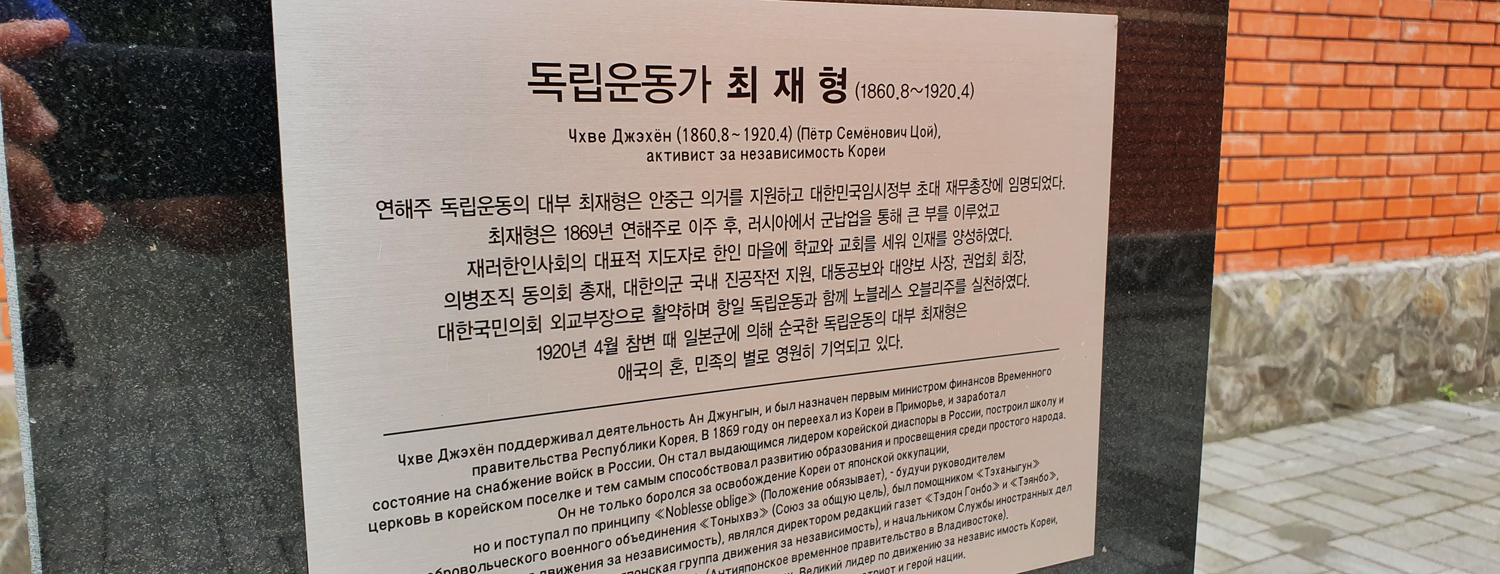 독립운동가 최 재 형 (1860.8~1920.4)
Чхве Джэхён (1860.8~1920.4) (Пётр Семёнович Цой),
активист за независимость Кореи
연해주 독립운동의 대부 최재형은 안중근 의거를 지원하고 대한민국임시정부 초대 재무총장에 임명되었다.
최재형은 1869년 연해주로 이주 후, 러시아에서 군납업을 통해 큰 부를 이루었고
재러한인사회의 대표적 지도자로 한인 마을에 학교와 교회를 세워 인재를 양성하였다.
의병조직 동의회 총재, 대한의군 국내 진공작전 지원, 대동공보와 대양보 사장, 권업회 회장,
대한국민의회 외교부장으로 활약하며 항일 독립운동과 함께 노블레스 오블리주를 실천하였다.
1920년 4월 참변 때 일본군에 의해 순국한 독립운동의 대부 최재형은
애국의 혼, 민족의 별로 영원히 기억되고 있다.
Чхве Джэхён поддерживал деятельность Ан Джунгын, и был назначен первым министром финансов Временного
правительства Республики Корея. В 1869 году он переехал из Кореи в Приморье, и заработал
состояние на снабжение войск в России. Он стал выдающимся лидером корейской диаспоры в России, построил школу и
церковь в корейском поселке и тем самым способствовал развитию образования и просвещения среди простого народа.
Он не только боролся за освобождение Кореи от японской оккупации,
но и поступал по принципу «Noblesse oblige» (Положение обязывает), - будучи руководителем
добровольческого военного объединения «Тоныхвэ» (Союз за общую цель), был помощником «Тэханыгун»
движения за независимость), являлся директором редакций газет «Тэдон Гонбо» и «Тэянбо»,
японская группа движения за независимость), и начальником Службы иностранных дел
(Антияпонское временное правительство в Владивостоке).
Великий лидер по движению за независ имость Кореи,
патриот и герой нации.